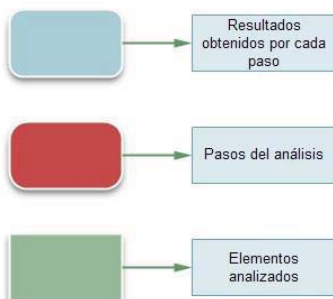 Resultados
obtenidos por cada
paso
Pasos del análisis
Elementos
analizados